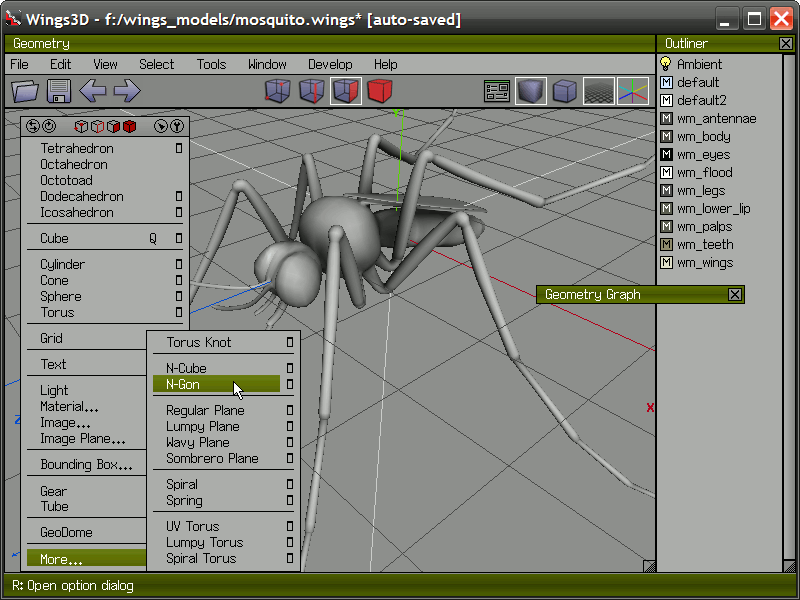 Wings3D - f:/wings_models/mosquito.wings* [auto-saved]
Geometry
File Edit View Select Tools Window Develop Help
Tetrahedron
Octahedron
Octotoad
Dodecahedron
Icosahedron
Cube Q
Cylinder
Cone
Sphere
Torus
Grid
Text
Light
Material...
Image...
Image Plane...
Bounding Box...
Gear
Tube
GeoDome
More...
Torus Knot
N-Cube
N-Gon
Regular Plane
Lumpy Plane
Wavy Plane
Sombrero Plane
Spiral
Spring
UV Torus
Lumpy Torus
Spiral Torus
Y
X
Z
Geometry Graph
Outliner
Ambient
M default
M default2
M wm_antennae
M wm_body
M wm_eyes
M wm_flood
M wm_legs
M wm_lower_lip
M wm_palps
M wm_teeth
M wm_wings
R: Open option dialog